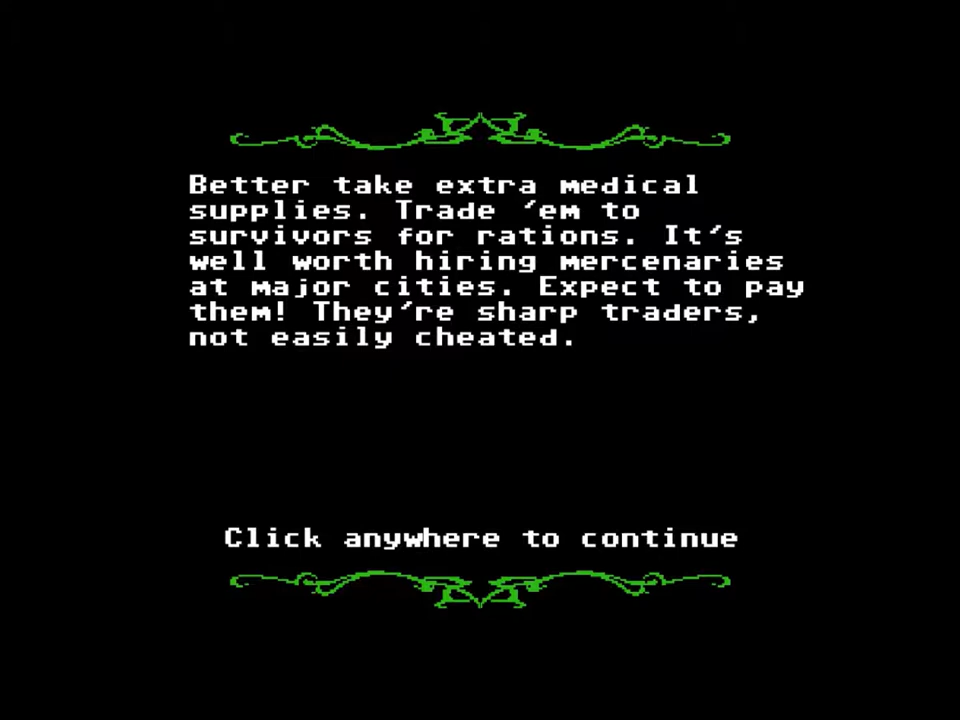 Better take extra medical
supplies. Trade 'em to
survivors for rations. It's
well worth hiring mercenaries
at major cities. Expect to pay
them! They're sharp traders,
not easily cheated.
Click anywhere to continue